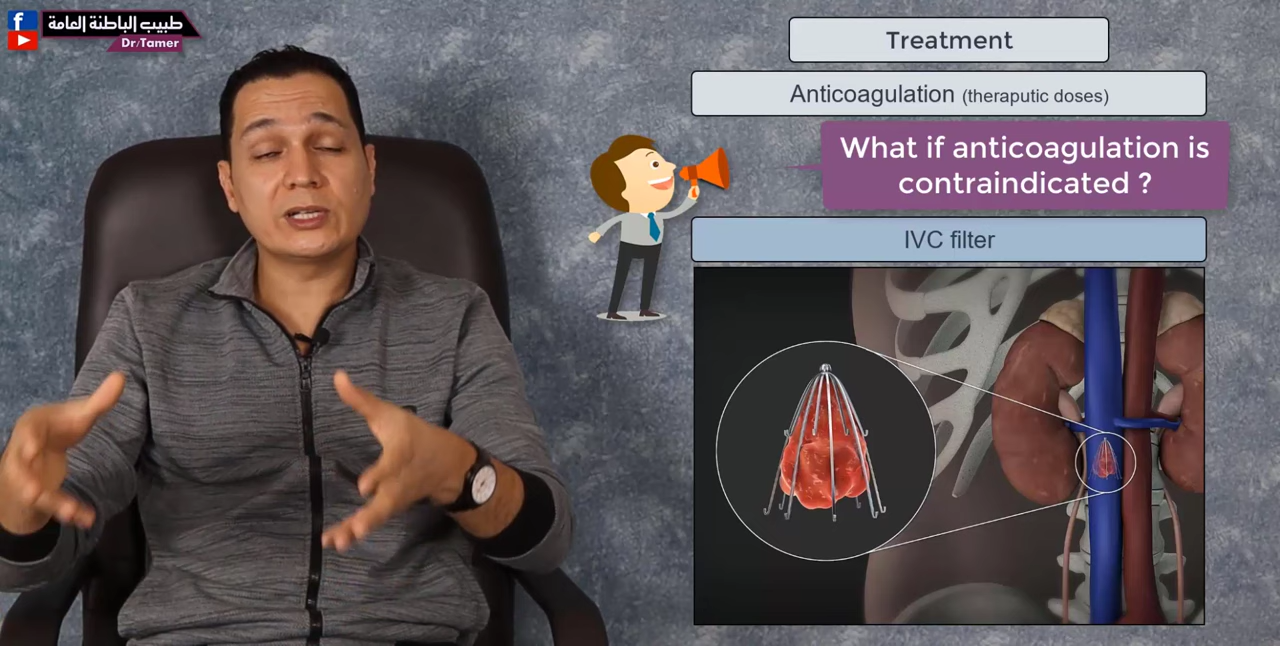 f
طبيب الباطنة العامة
Dr/Tamer
Treatment
Anticoagulation (theraputic doses)
What if anticoagulation is
contraindicated ?
IVC filter